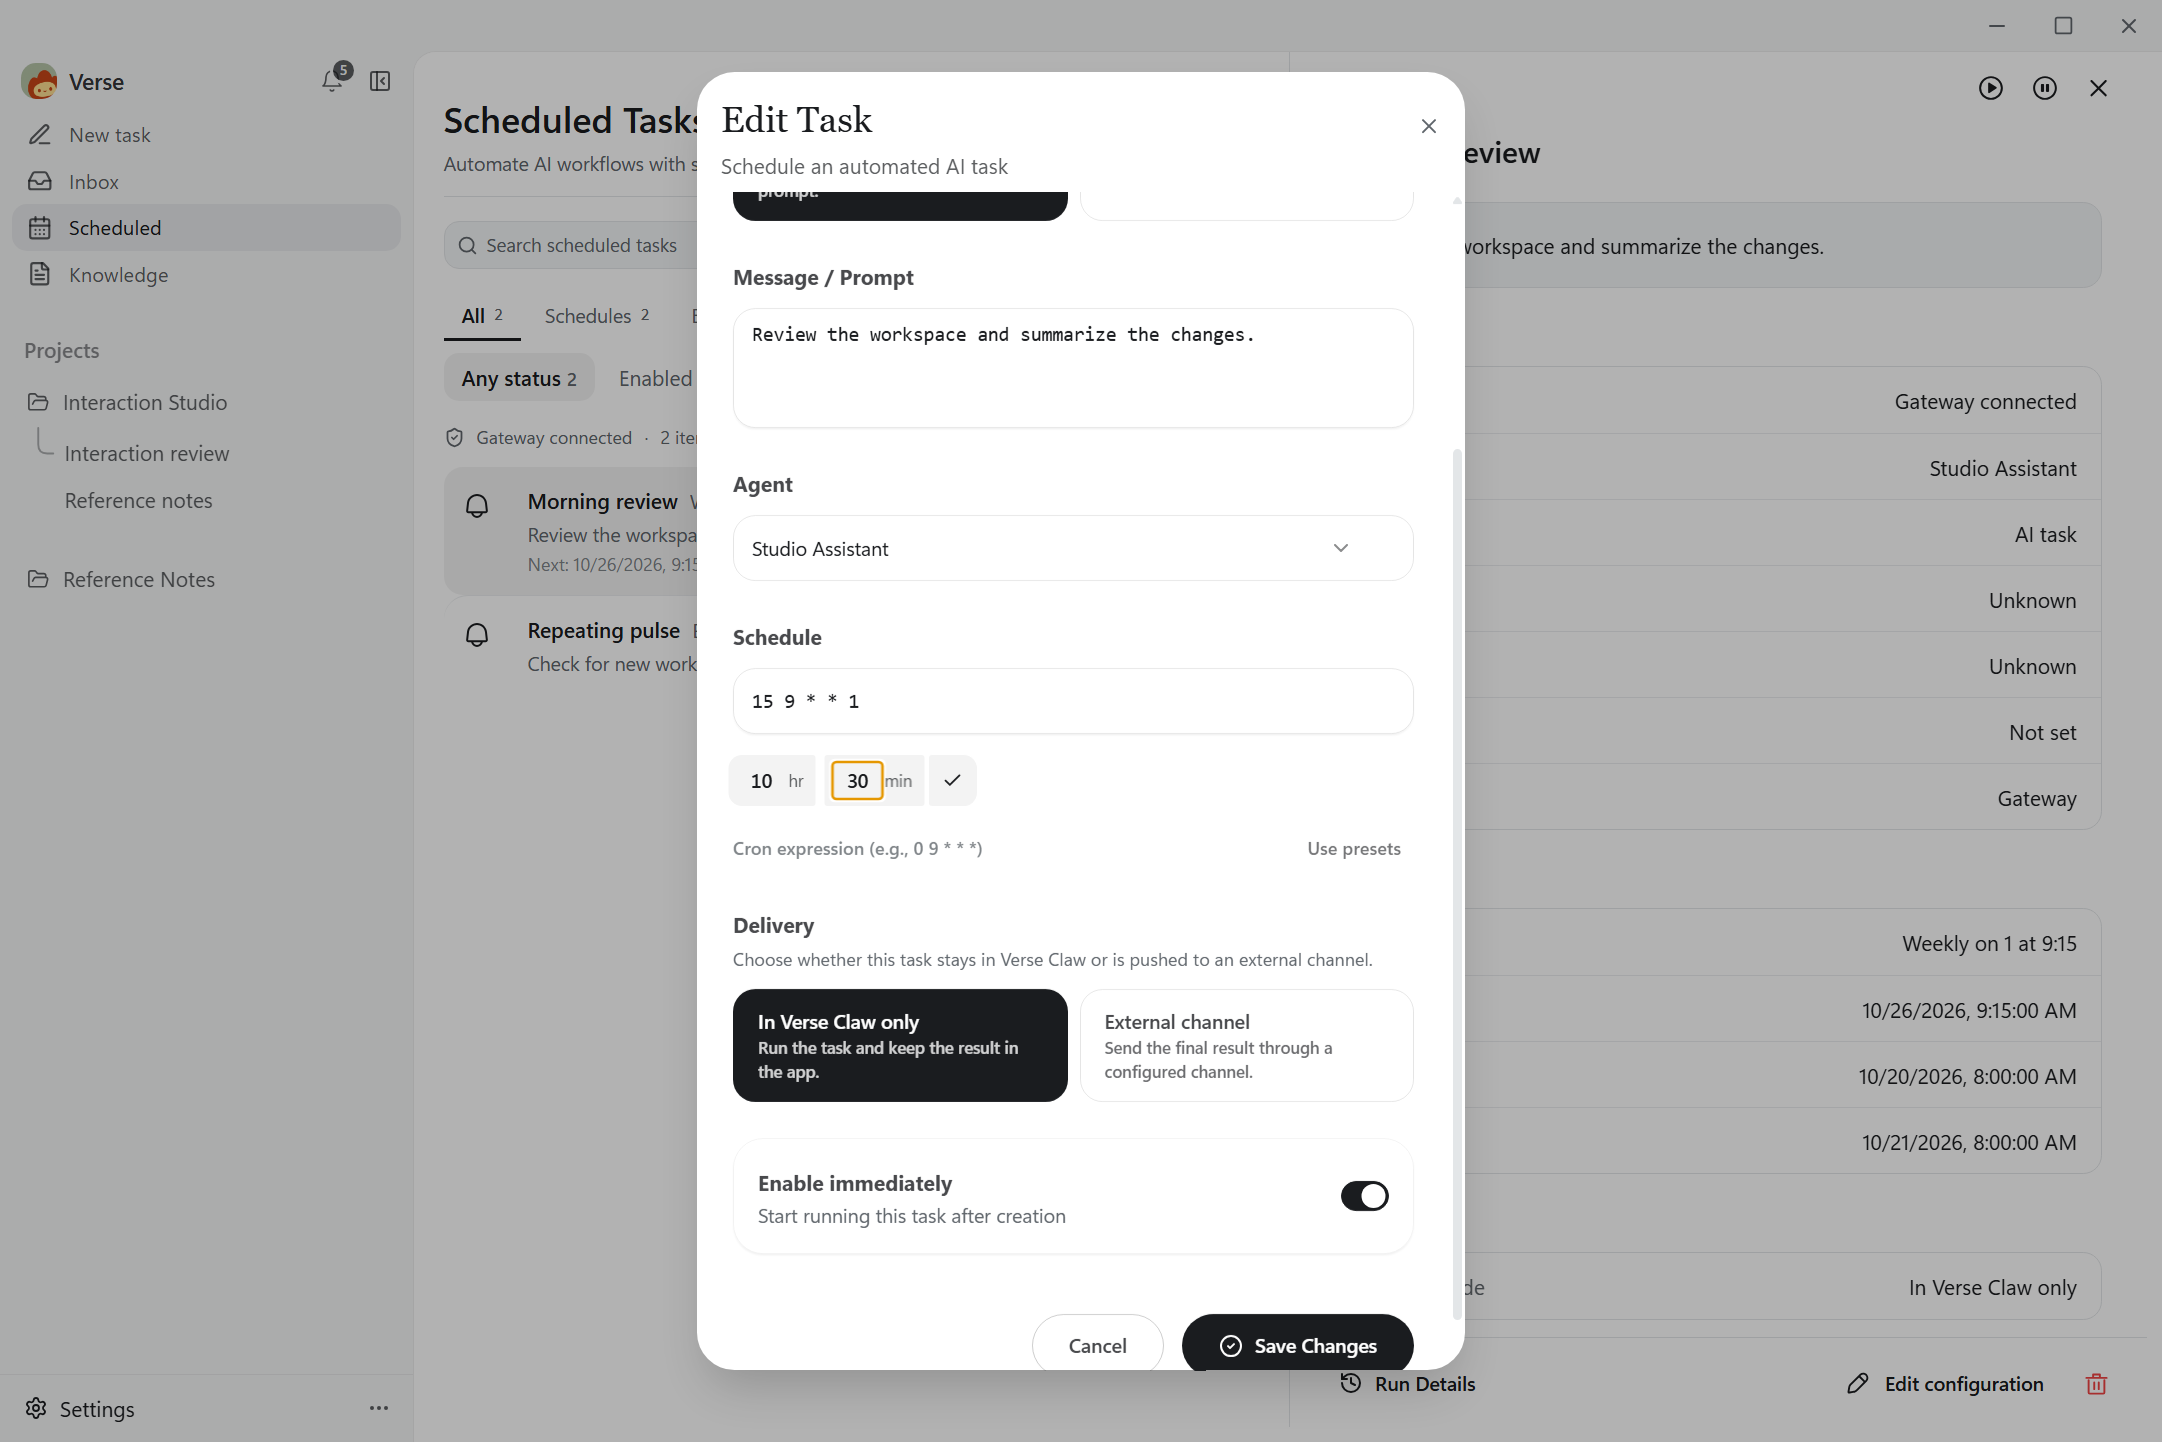 Verse
5
New task
Inbox
Scheduled
Knowledge
Projects
Interaction Studio
Interaction review
Reference notes
Reference Notes
Settings
Scheduled Tasks
Automate AI workflows with
Search scheduled tasks
All 2
Schedules 2
Any status 2
Enabled
Gateway connected · 2
Morning review
Review the
Next: 10/26/2026,
Repeating pulse
Check for new
Edit Task
Schedule an automated AI task
prompt.
Message / Prompt
Review the workspace and summarize the changes.
Agent
Studio Assistant
Schedule
15 9 * * 1
10 hr
30 min
Cron expression (e.g., 0 9 * * *)
Use presets
Delivery
Choose whether this task stays in Verse Claw or is pushed to an external channel.
In Verse Claw only
Run the task and keep the result in
the app.
External channel
Send the final result through a
configured channel.
Enable immediately
Start running this task after creation
Cancel
Save Changes
eview
workspace and summarize the changes.
Gateway connected
Studio Assistant
AI task
Unknown
Unknown
Not set
Gateway
Weekly on 1 at 9:15
10/26/2026, 9:15:00 AM
10/20/2026, 8:00:00 AM
10/21/2026, 8:00:00 AM
de
In Verse Claw only
Run Details
Edit configuration